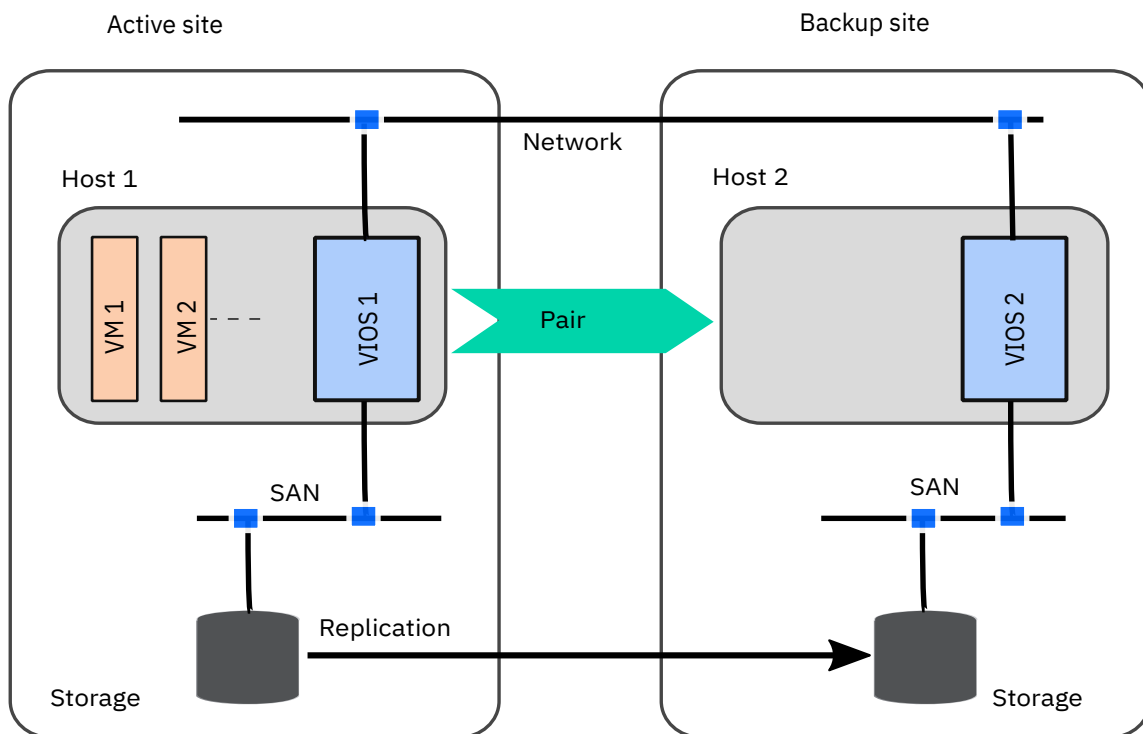 Active site
Backup site
Network
Host 1
Host 2
VM 1
VM 2
VIOS 1
Pair
VIOS 2
SAN
SAN
Replication
Storage
Storage